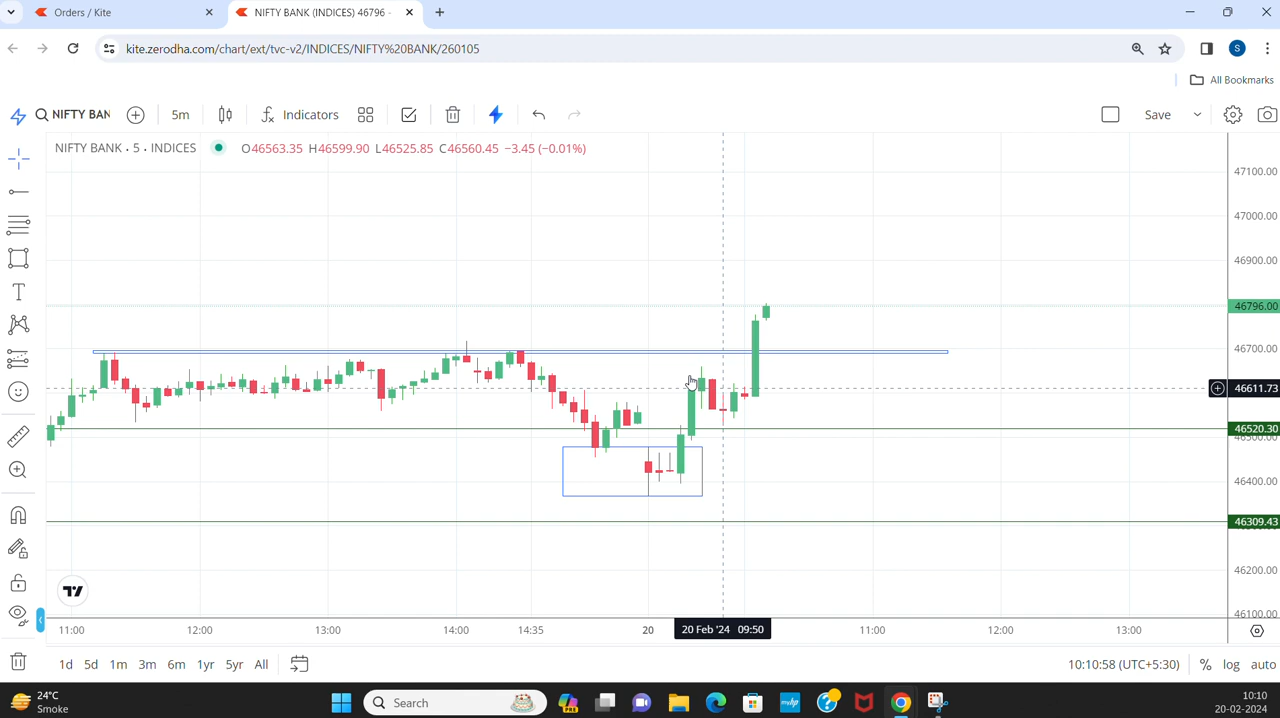 Orders / Kite
NIFTY BANK (INDICES) 46796 -
kite.zerodha.com/chart/ext/tvc-v2/INDICES/NIFTY%20BANK/260105
S
All Bookmarks
NIFTY BAN
5m
Indicators
Save
NIFTY BANK · 5 · INDICES
O46563.35 H46599.90 L46525.85 C46560.45 −3.45 (−0.01%)
47100.00
47000.00
46900.00
46796.00
46700.00
46611.73
46520.30
46500.00
46400.00
46309.43
46200.00
46100.00
11:00
12:00
13:00
14:00
14:35
20
20 Feb '24 09:50
11:00
12:00
13:00
1d 5d 1m 3m 6m 1yr 5yr All
10:10:58 (UTC+5:30)
% log auto
24°C
Smoke
Search
PRE
10:10
20-02-2024